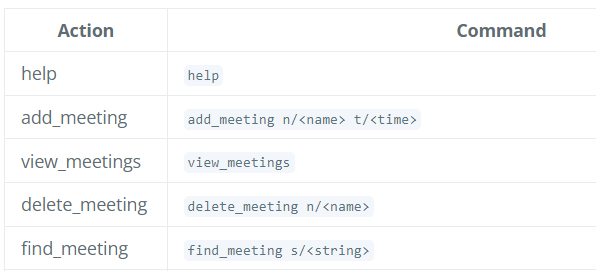 Action Command
help help
add_meeting add_meeting n/<name> t/<time>
view_meetings view_meetings
delete_meeting delete_meeting n/<name>
find_meeting find_meeting s/<string>